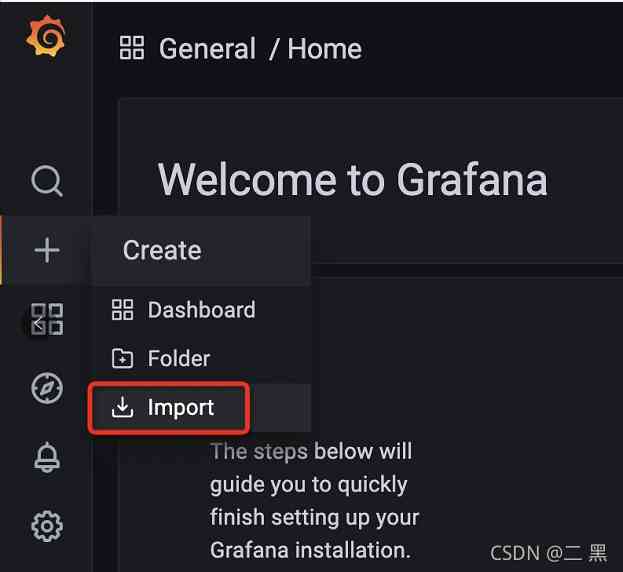 General / Home
Welcome to Grafana
Create
Dashboard
Folder
Import
The steps below will
guide you to quickly
finish setting up your
Grafana installation.
CSDN @二 黑